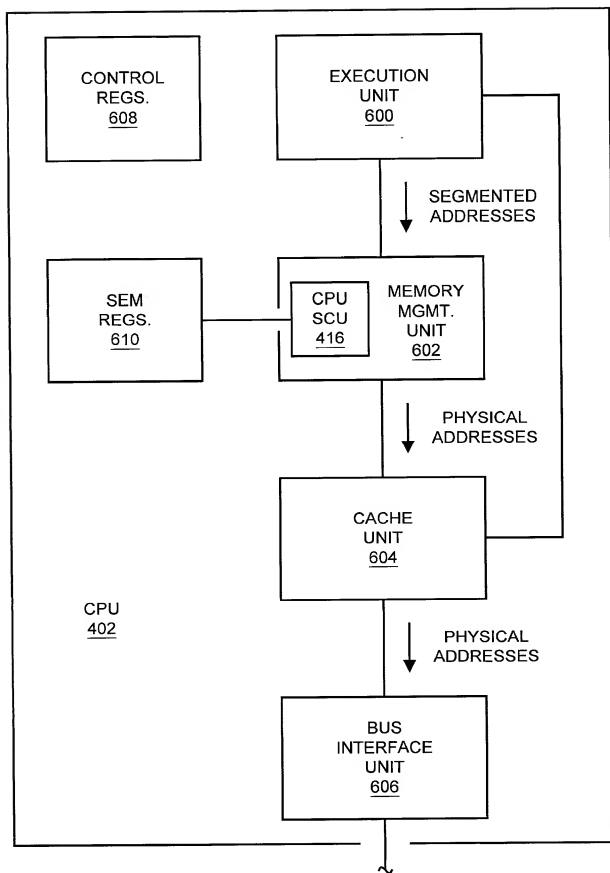 CONTROL
REGS.
608
EXECUTION
UNIT
600
SEGMENTED
ADDRESSES
SEM
REGS.
610
CPU
SCU
416
MEMORY
MGMT.
UNIT
602
PHYSICAL
ADDRESSES
CACHE
UNIT
604
CPU
402
PHYSICAL
ADDRESSES
BUS
INTERFACE
UNIT
606